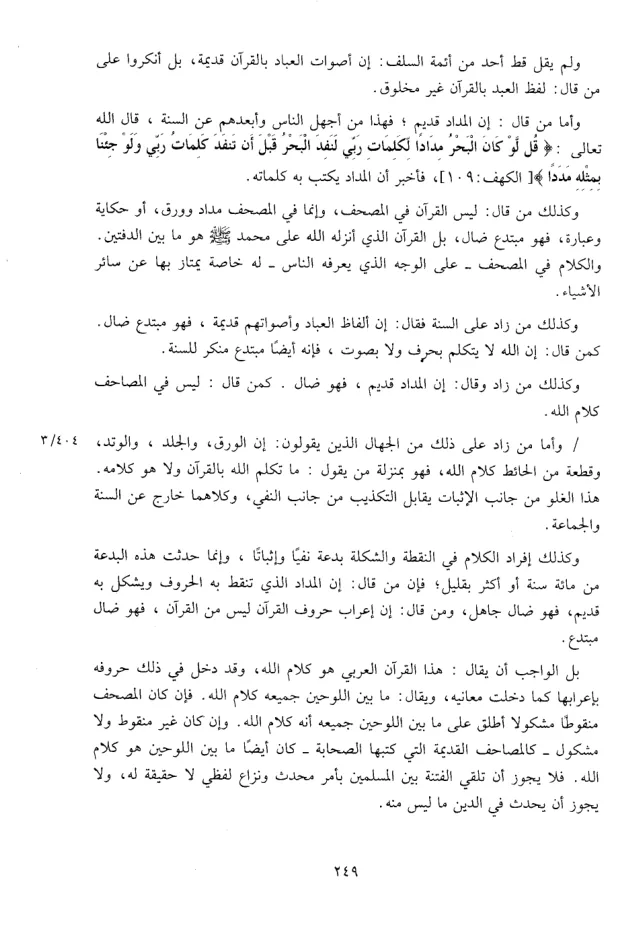 ولم يقل قط أحد من أئمة السلف: إن أصوات العباد بالقرآن قديمة، بل أنكروا على
من قال: لفظ العبد بالقرآن غير مخلوق.
وأما من قال : إن المداد قديم ؛ فهذا من أجهل الناس وأبعدهم عن السنة ، قال الله
تعالى :﴿ قُل لَّوْ كَانَ الْبَحْرُ مِدَادًا لِّكَلِمَاتِ رَبِّي لَنَفِدَ الْبَحْرُ قَبْلَ أَن تَنفَدَ كَلِمَاتُ رَبِّي وَلَوْ جِئْنَا
بِمِثْلِهِ مَدَدًا ﴾[ الكهف:١٠٩]، فأخبر أن المداد يكتب به كلماته.
وكذلك من قال: ليس القرآن في المصحف، وإنما في المصحف مداد وورق، أو حكاية
وعبارة، فهو مبتدع ضال، بل القرآن الذي أنزله الله على محمد ﷺ هو ما بين الدفتين.
والكلام في المصحف ـ على الوجه الذي يعرفه الناس ـ له خاصة يمتاز بها عن سائر
الأشياء.
وكذلك من زاد على السنة فقال: إن ألفاظ العباد وأصواتهم قديمة ، فهو مبتدع ضال.
كمن قال: إن الله لا يتكلم بحرف ولا بصوت ، فإنه أيضًا مبتدع منكر للسنة.
وكذلك من زاد وقال: إن المداد قديم ، فهو ضال . كمن قال : ليس في المصاحف
كلام الله.
/ وأما من زاد على ذلك من الجهال الذين يقولون: إن الورق، والجلد ، والوتد، ٣/٤٠٤
وقطعة من الحائط كلام الله، فهو بمنزلة من يقول : ما تكلم الله بالقرآن ولا هو كلامه.
هذا الغلو من جانب الإثبات يقابل التكذيب من جانب النفي، وكلاهما خارج عن السنة
والجماعة.
وكذلك إفراد الكلام في النقطة والشكلة بدعة نفيًا وإثباتًا ، وإنما حدثت هذه البدعة
من مائة سنة أو أكثر بقليل؛ فإن من قال: إن المداد الذي تنقط به الحروف ويشكل به
قديم، فهو ضال جاهل، ومن قال: إن إعراب حروف القرآن ليس من القرآن ، فهو ضال
مبتدع.
بل الواجب أن يقال : هذا القرآن العربي هو كلام الله، وقد دخل في ذلك حروفه
بإعرابها كما دخلت معانيه، ويقال: ما بين اللوحين جميعه كلام الله. فإن كان المصحف
منقوطًا مشكولا أطلق على ما بين اللوحين جميعه أنه كلام الله. وإن كان غير منقوط ولا
مشكول ـ كالمصاحف القديمة التي كتبها الصحابة ـ كان أيضًا ما بين اللوحين هو كلام
الله. فلا يجوز أن تلقي الفتنة بين المسلمين بأمر محدث ونزاع لفظي لا حقيقة له، ولا
يجوز أن يحدث في الدين ما ليس منه.
٢٤٩